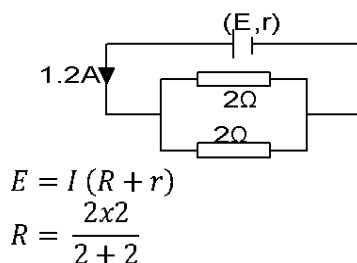 (E,r)
1.2A
2Ω
2Ω
E = I (R + r)
R = 2x2 / 2 + 2